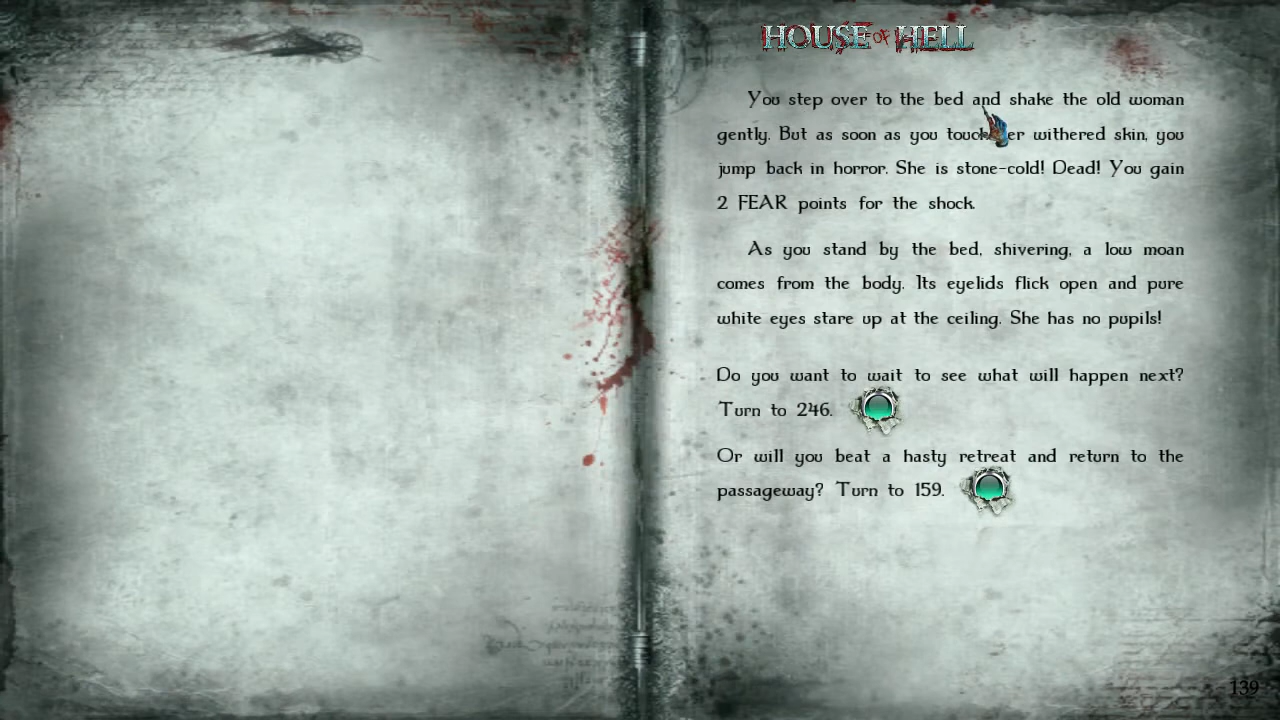 HOUSE OF HELL
You step over to the bed and shake the old woman
gently. But as soon as you touch er withered skin, you
jump back in horror. She is stone-cold! Dead! You gain
2 FEAR points for the shock.
As you stand by the bed, shivering, a low moan
comes from the body. Its eyelids flick open and pure
white eyes stare up at the ceiling. She has no pupils!
Do you want to wait to see what will happen next?
Turn to 246.
Or will you beat a hasty retreat and return to the
passageway? Turn to 159.
139